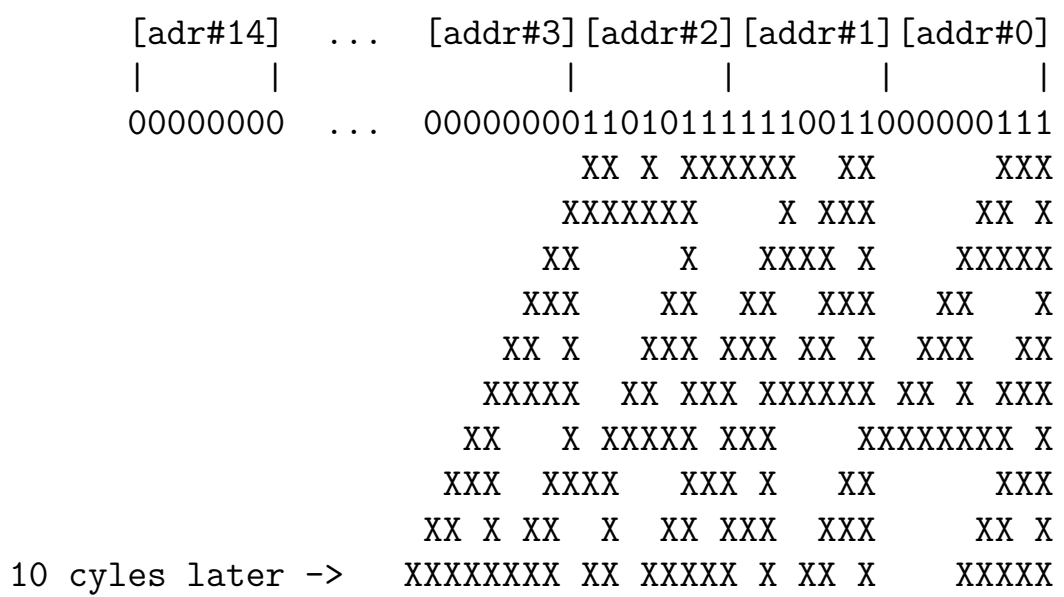 [adr#14]  ...  [addr#3][addr#2][addr#1][addr#0]
|      |              |       |       |       |
00000000  ...  00000000110101111110011000000111
XX X XXXXXX  XX      XXX
XXXXXXX    X XXX     XX X
XX     X   XXXX X    XXXXX
XXX    XX  XX  XXX   XX   X
XX X   XXX XXX XX X  XXX  XX
XXXXX  XX XXX XXXXXX XX X XXX
XX   X XXXXX XXX    XXXXXXXX X
XXX  XXXX   XXX X   XX      XXX
XX X XX  X  XX XXX  XXX     XX X
10 cyles later ->   XXXXXXXX XX XXXXX X XX X    XXXXX